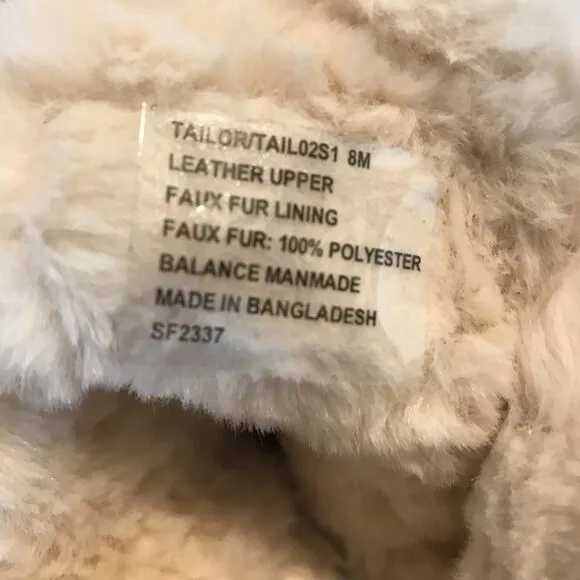 TAILOR/TAIL02S1 8M
LEATHER UPPER
FAUX FUR LINING
FAUX FUR: 100% POLYESTER
BALANCE MANMADE
MADE IN BANGLADESH
SF2337